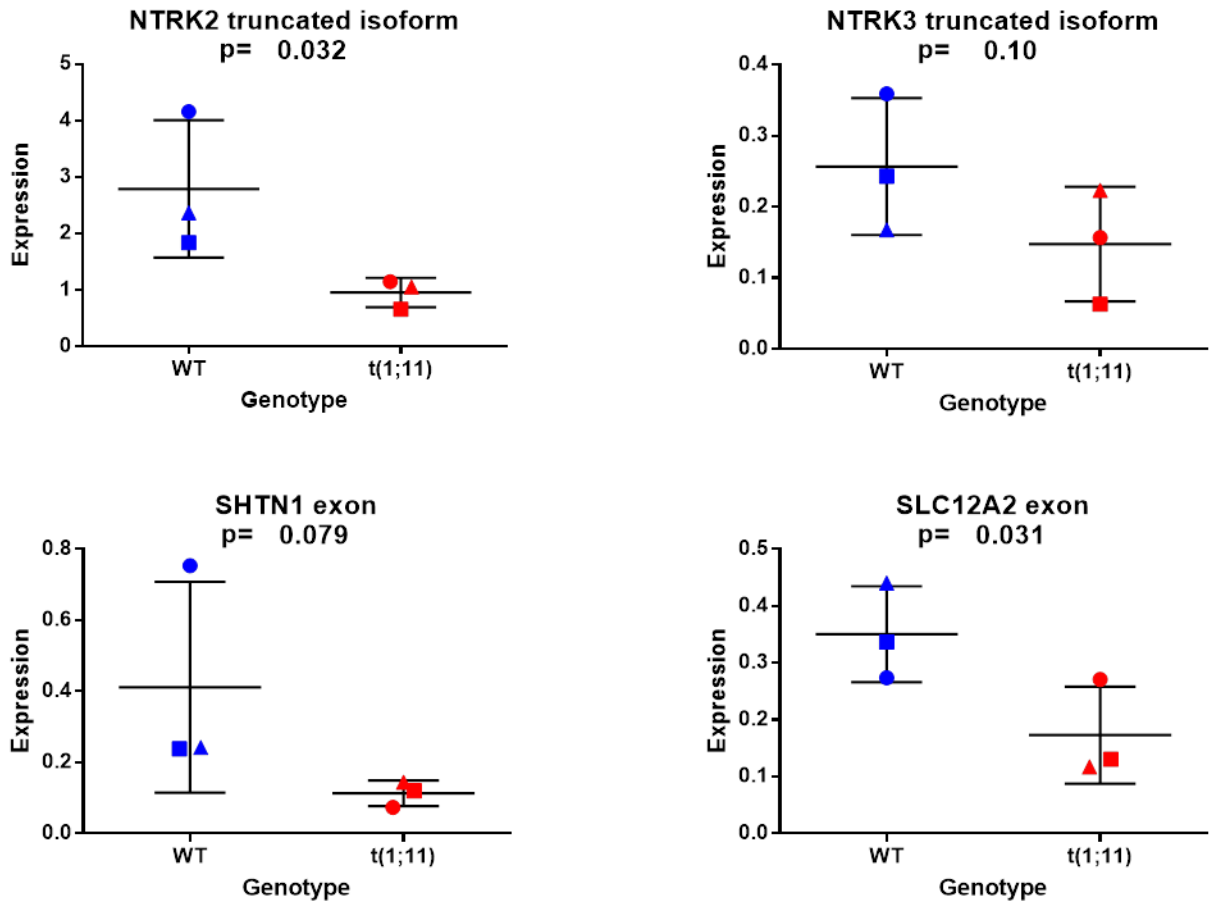 NTRK2 truncated isoform
p= 0.032
Expression
5
4
3
2
1
0
WT
t(1;11)
Genotype
NTRK3 truncated isoform
p= 0.10
Expression
0.4
0.3
0.2
0.1
0.0
WT
t(1;11)
Genotype
SHTN1 exon
p= 0.079
Expression
0.8
0.6
0.4
0.2
0.0
WT
t(1;11)
Genotype
SLC12A2 exon
p= 0.031
Expression
0.5
0.4
0.3
0.2
0.1
0.0
WT
t(1;11)
Genotype